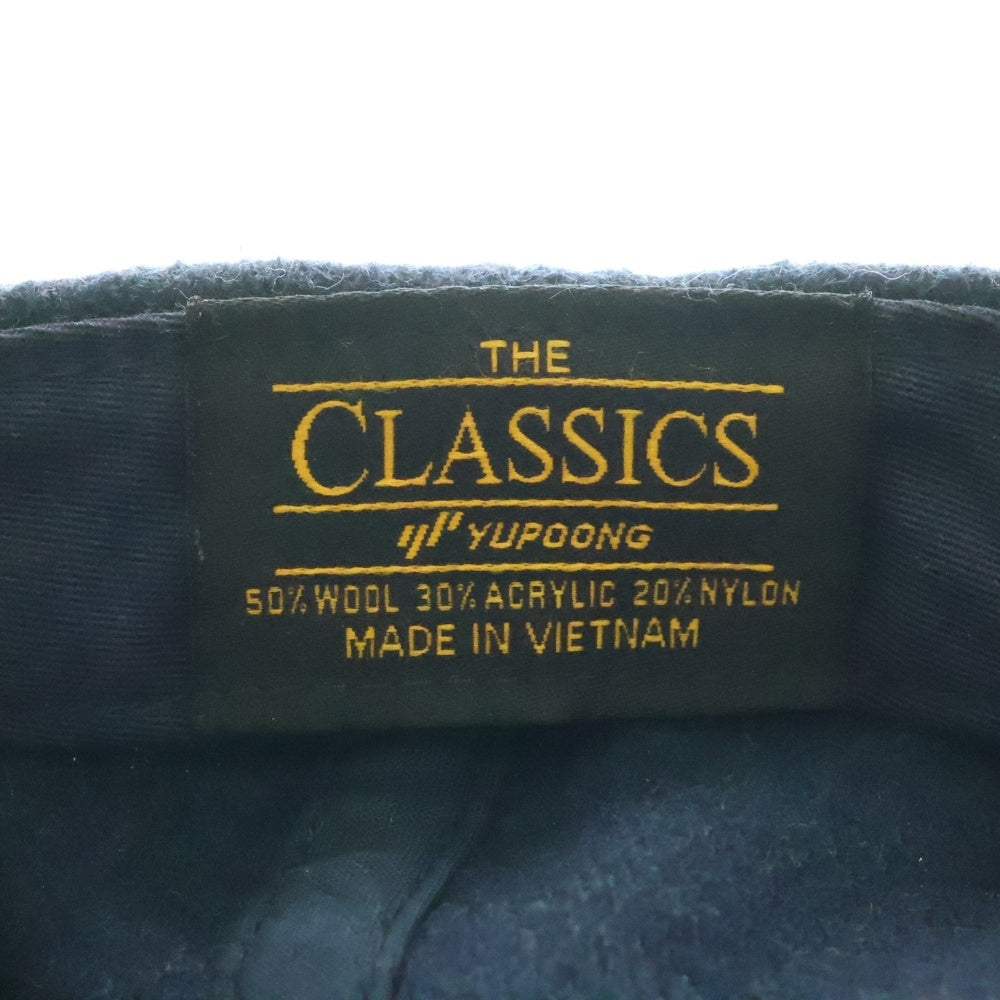 THE
CLASSICS
YUPOONG
50% WOOL 30% ACRYLIC 20% NYLON
MADE IN VIETNAM